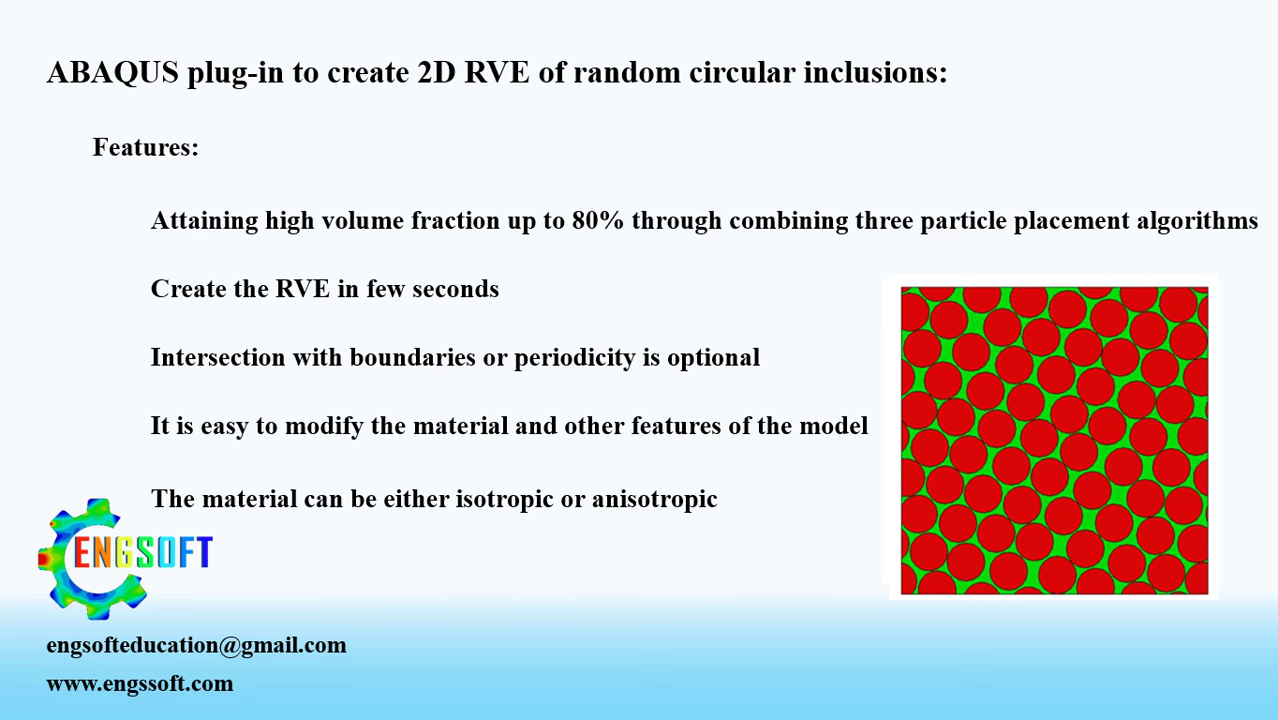 ABAQUS plug-in to create 2D RVE of random circular inclusions:
Features:
Attaining high volume fraction up to 80% through combining three particle placement algorithms
Create the RVE in few seconds
Intersection with boundaries or periodicity is optional
It is easy to modify the material and other features of the model
The material can be either isotropic or anisotropic
ENGSOFT
engsofteducation@gmail.com
www.engssoft.com